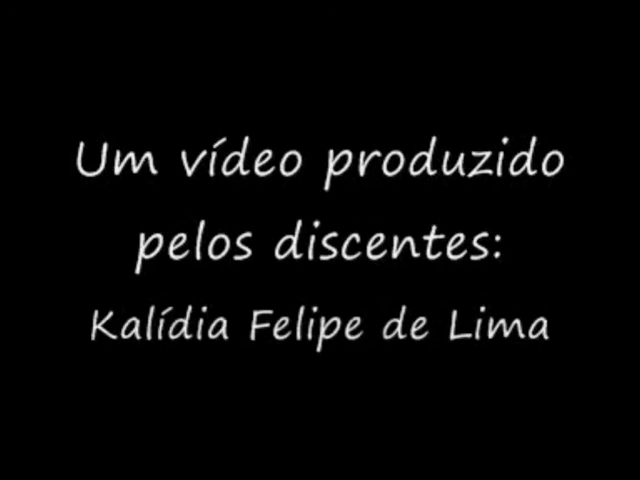 Um vídeo produzido
pelos discentes:
Kalídia Felipe de Lima